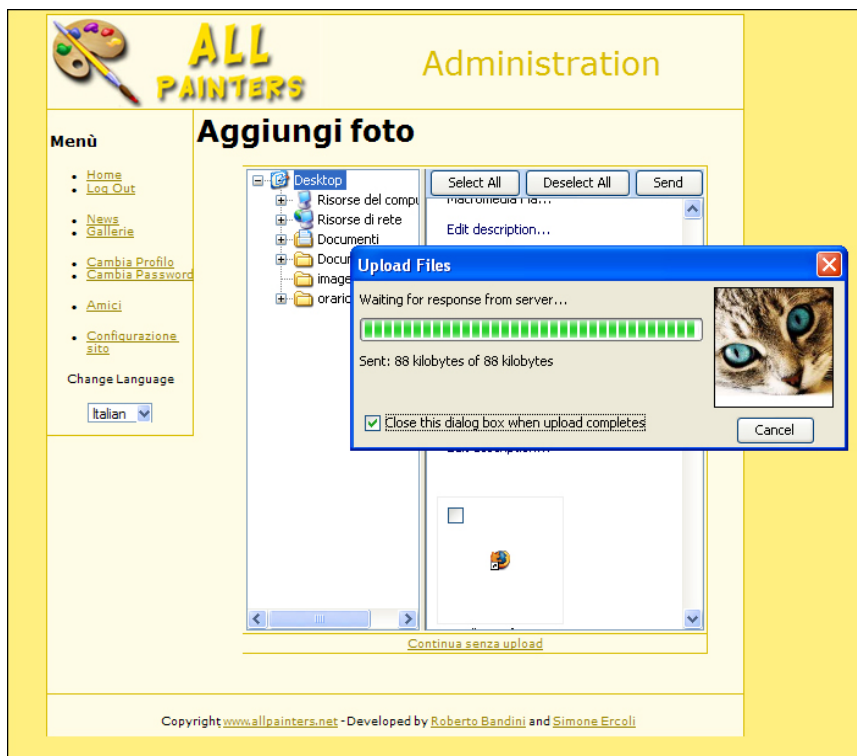 ALL
PAINTERS
Administration
Menù
Aggiungi foto
Home
Log Out
News
Gallerie
Cambia Profilo
Cambia Password
Amici
Configurazione
sito
Change Language
Italian
Desktop
Risorse del compu
Risorse di rete
Documenti
Docum
image
orario
Select All Deselect All Send
Edit description...
Upload Files
Waiting for response from server...
Sent: 88 kilobytes of 88 kilobytes
Close this dialog box when upload completes
Cancel
Continua senza upload
Copyright www.allpainters.net - Developed by Roberto Bandini and Simone Ercoli